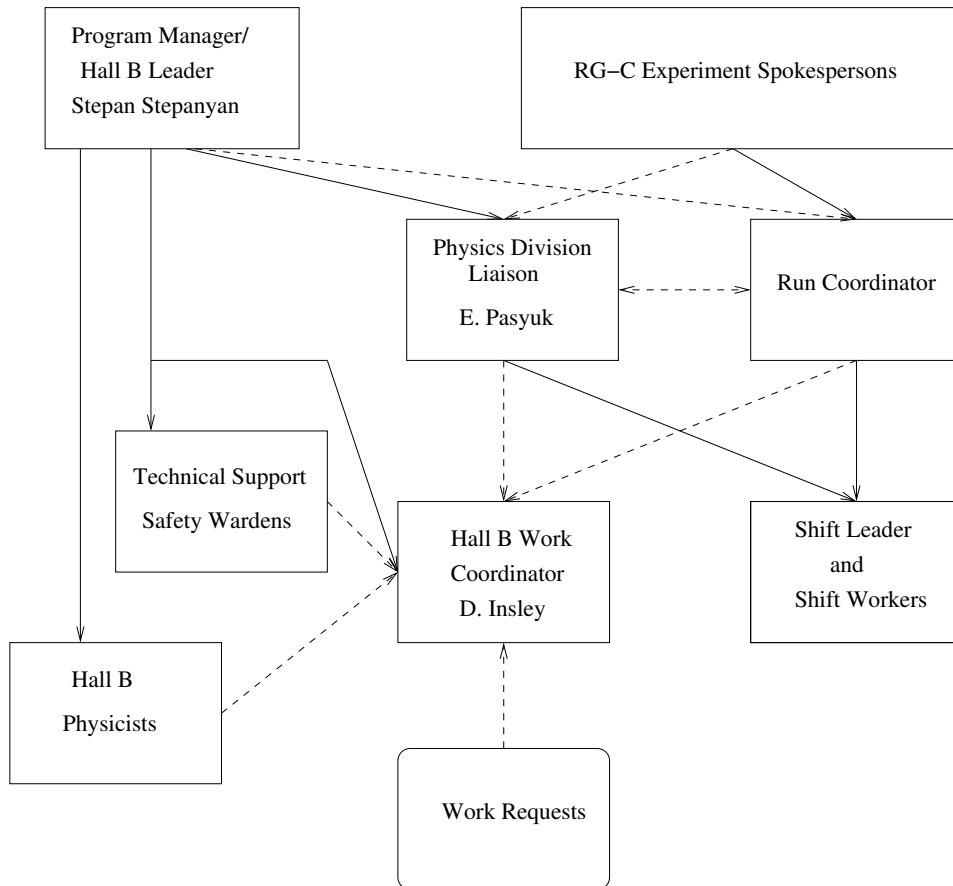 Program Manager/
Hall B Leader
Stepan Stepanyan
RG−C Experiment Spokespersons
Physics Division
Liaison
E. Pasyuk
Run Coordinator
Technical Support
Safety Wardens
Hall B Work
Coordinator
D. Insley
Shift Leader
and
Shift Workers
Hall B
Physicists
Work Requests